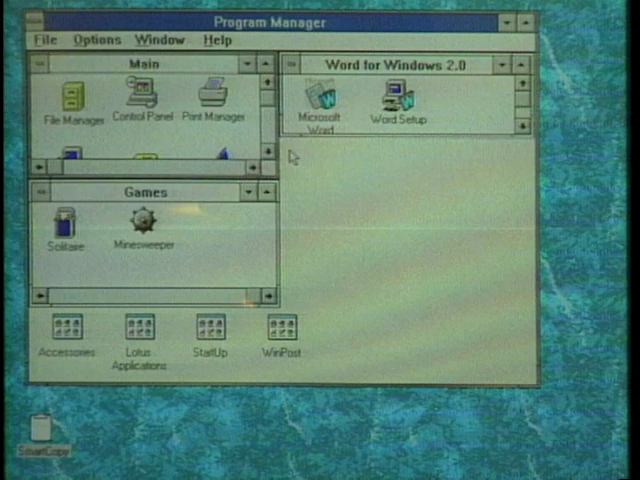 Program Manager
File Options Window Help
Main
File Manager Control Panel Print Manager
Word for Windows 2.0
Microsoft Word
Word Setup
Games
Solitaire Minesweeper
Accessories
Lotus Applications
StartUp
WinPost
SmartCopy